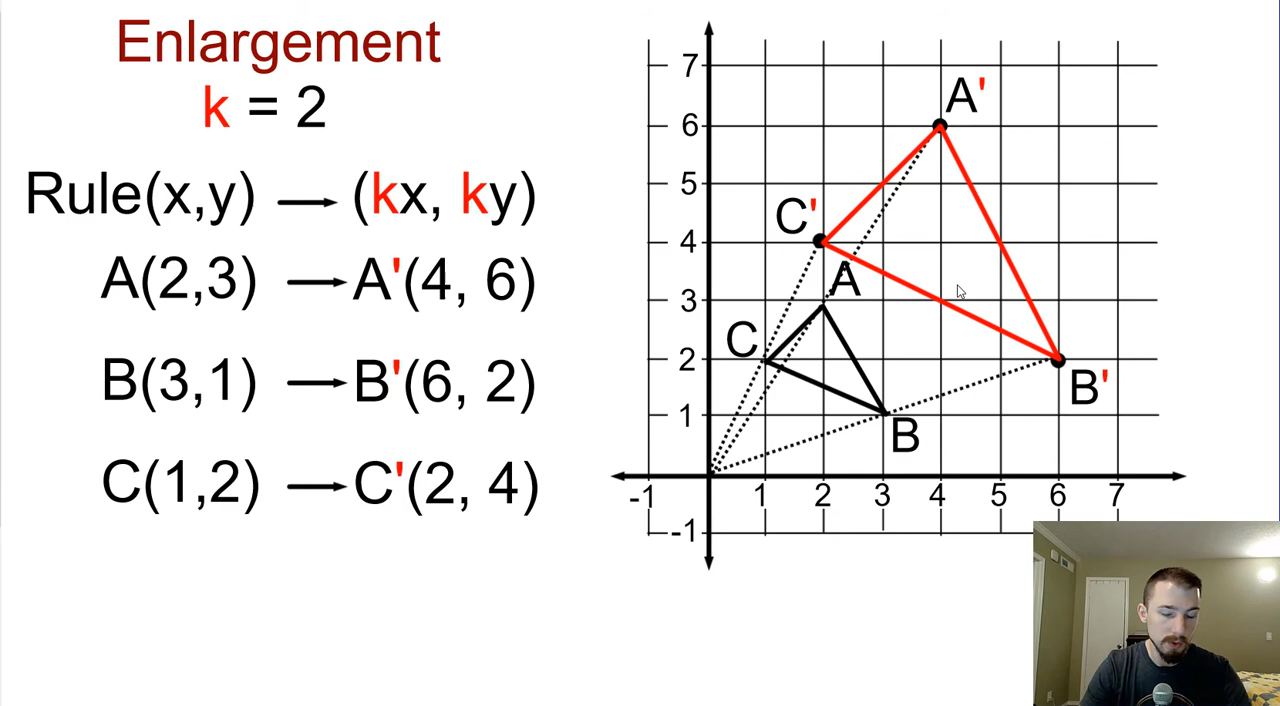 Enlargement
k = 2
Rule(x,y) → (kx, ky)
A(2,3) → A'(4, 6)
B(3,1) → B'(6, 2)
C(1,2) → C'(2, 4)
7
A'
6
5
C'
4
A
3
C
2
B'
1
B
-1 1 2 3 4 5 6 7
-1